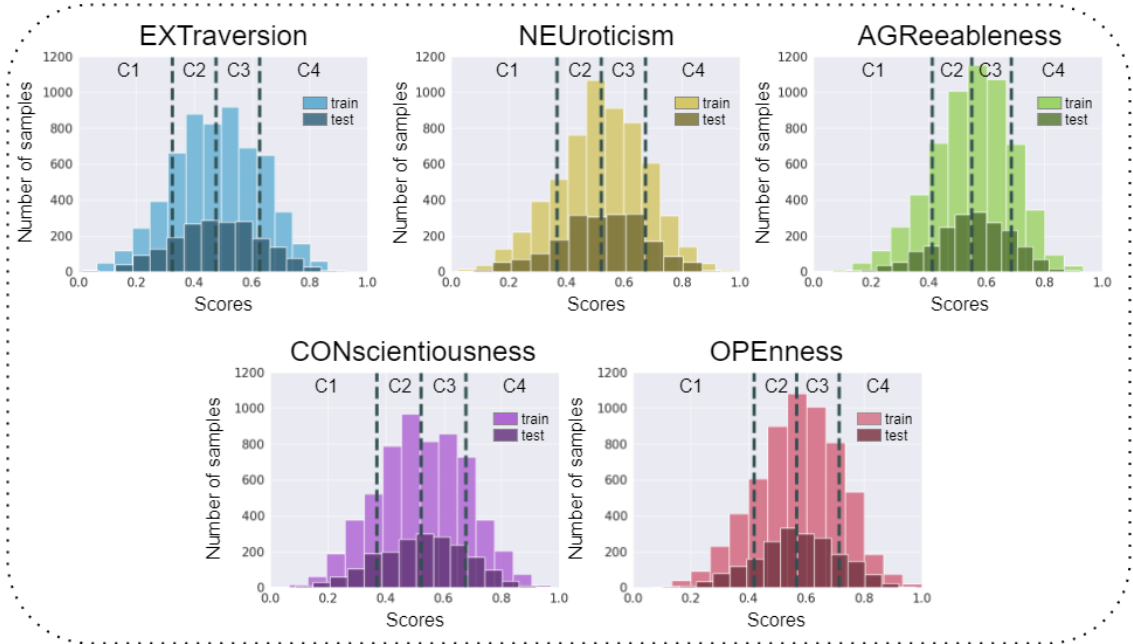 EXTraversion
NEUroticism
AGReeableness
C1 C2 C3 C4
C1 C2 C3 C4
C1 C2 C3 C4
train
test
train
test
train
test
Number of samples
1200
1000
800
600
400
200
0
0.0 0.2 0.4 0.6 0.8 1.0
Scores
Number of samples
1200
1000
800
600
400
200
0
0.0 0.2 0.4 0.6 0.8 1.0
Scores
Number of samples
1200
1000
800
600
400
200
0
0.0 0.2 0.4 0.6 0.8 1.0
Scores
CONscientiousness
OPEnness
C1 C2 C3 C4
C1 C2 C3 C4
train
test
train
test
Number of samples
1200
1000
800
600
400
200
0
0.0 0.2 0.4 0.6 0.8 1.0
Scores
Number of samples
1200
1000
800
600
400
200
0
0.0 0.2 0.4 0.6 0.8 1.0
Scores